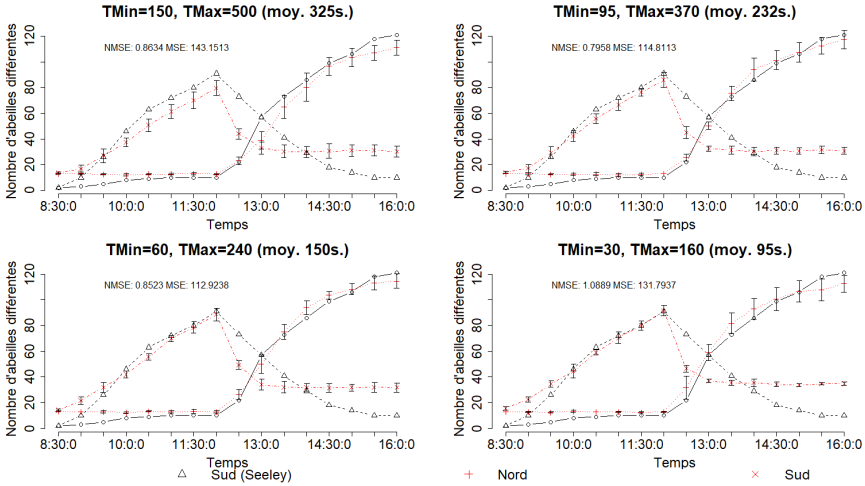 TMin=150, TMax=500 (moy. 325s.)
NMSE: 0.8634 MSE: 143.1513
Nombre d'abeilles différentes
0 20 40 60 80 120
8:30:0 10:0:0 11:30:0 13:0:0 14:30:0 16:0:0
Temps
TMin=95, TMax=370 (moy. 232s.)
NMSE: 0.7958 MSE: 114.8113
Nombre d'abeilles différentes
0 20 40 60 80 120
8:30:0 10:0:0 11:30:0 13:0:0 14:30:0 16:0:0
Temps
TMin=60, TMax=240 (moy. 150s.)
NMSE: 0.8523 MSE: 112.9238
Nombre d'abeilles différentes
0 20 40 60 80 120
8:30:0 10:0:0 11:30:0 13:0:0 14:30:0 16:0:0
Temps
TMin=30, TMax=160 (moy. 95s.)
NMSE: 1.0889 MSE: 131.7937
Nombre d'abeilles différentes
0 20 40 60 80 120
8:30:0 10:0:0 11:30:0 13:0:0 14:30:0 16:0:0
Temps
Sud (Seeley) Nord Sud